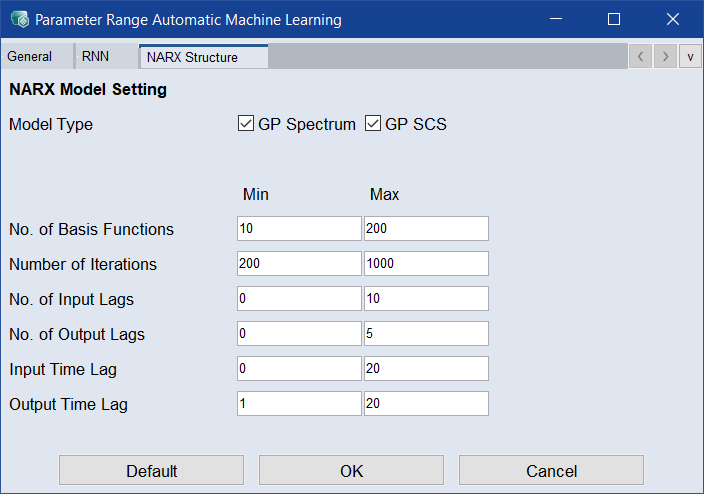 Parameter Range Automatic Machine Learning
General RNN NARX Structure < > v
NARX Model Setting
Model Type GP Spectrum GP SCS
Min Max
No. of Basis Functions 10 200
Number of Iterations 200 1000
No. of Input Lags 0 10
No. of Output Lags 0 5
Input Time Lag 0 20
Output Time Lag 1 20
Default OK Cancel